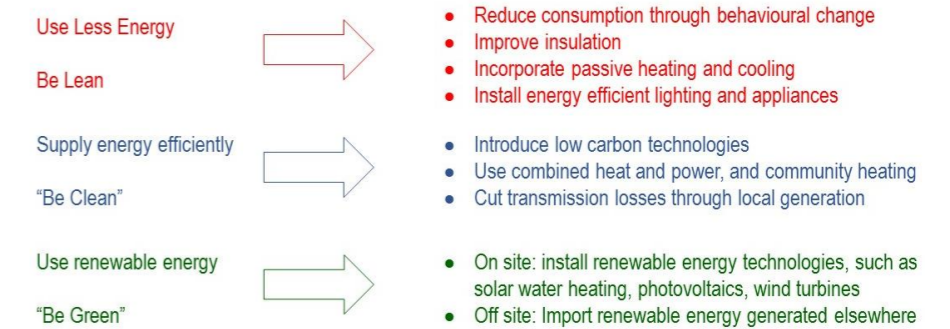 Use Less Energy
Be Lean
● Reduce consumption through behavioural change
● Improve insulation
● Incorporate passive heating and cooling
● Install energy efficient lighting and appliances
Supply energy efficiently
“Be Clean”
● Introduce low carbon technologies
● Use combined heat and power, and community heating
● Cut transmission losses through local generation
Use renewable energy
“Be Green”
● On site: install renewable energy technologies, such as
solar water heating, photovoltaics, wind turbines
● Off site: Import renewable energy generated elsewhere